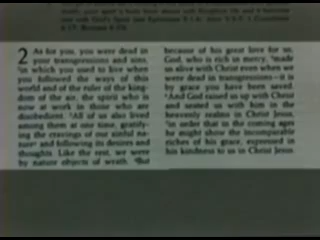 2 As for you, you were dead in
your transgressions and sins,
in which you used to live when
you followed the ways of this
world and of the ruler of the king-
dom of the air, the spirit who is
now at work in those who are
disobedient. All of us also lived
among them at one time, gratify-
ing the cravings of our sinful na-
ture and following its desires and
thoughts. Like the rest, we were
by nature objects of wrath. But
because of his great love for us,
God, who is rich in mercy, made
us alive with Christ even when we
were dead in transgressions—it is
by grace you have been saved.
And God raised us up with Christ
and seated us with him in the
heavenly realms in Christ Jesus,
in order that in the coming ages
he might show the incomparable
riches of his grace, expressed in
his kindness to us in Christ Jesus.